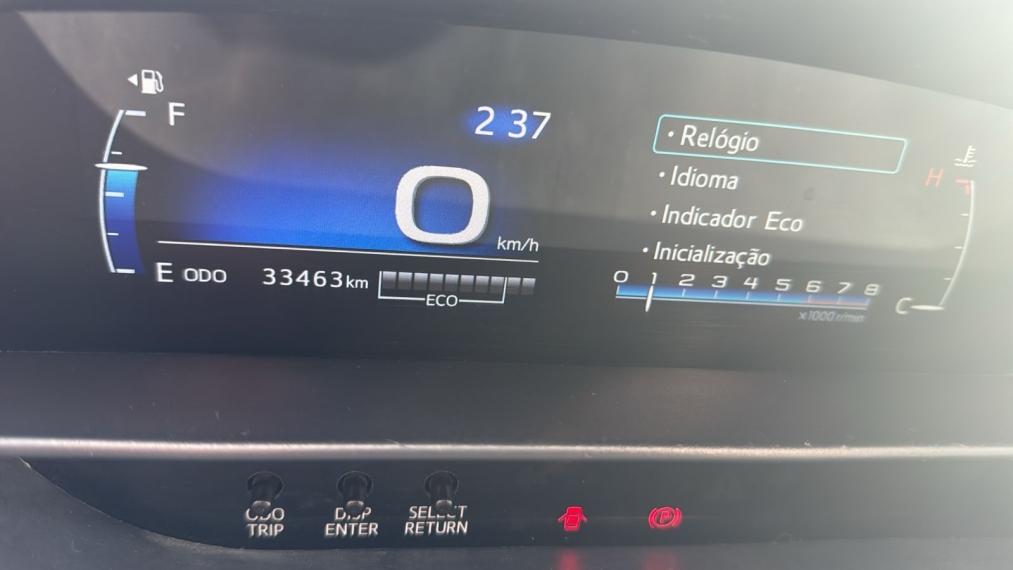 F
2 37
0
km/h
E ODO 33463km
ECO
• Relógio
• Idioma
• Indicador Eco
• Inicialização
H
0 1 2 3 4 5 6 7 8
x1000 r/min
C
ODO
TRIP
DISP
ENTER
SELECT
RETURN